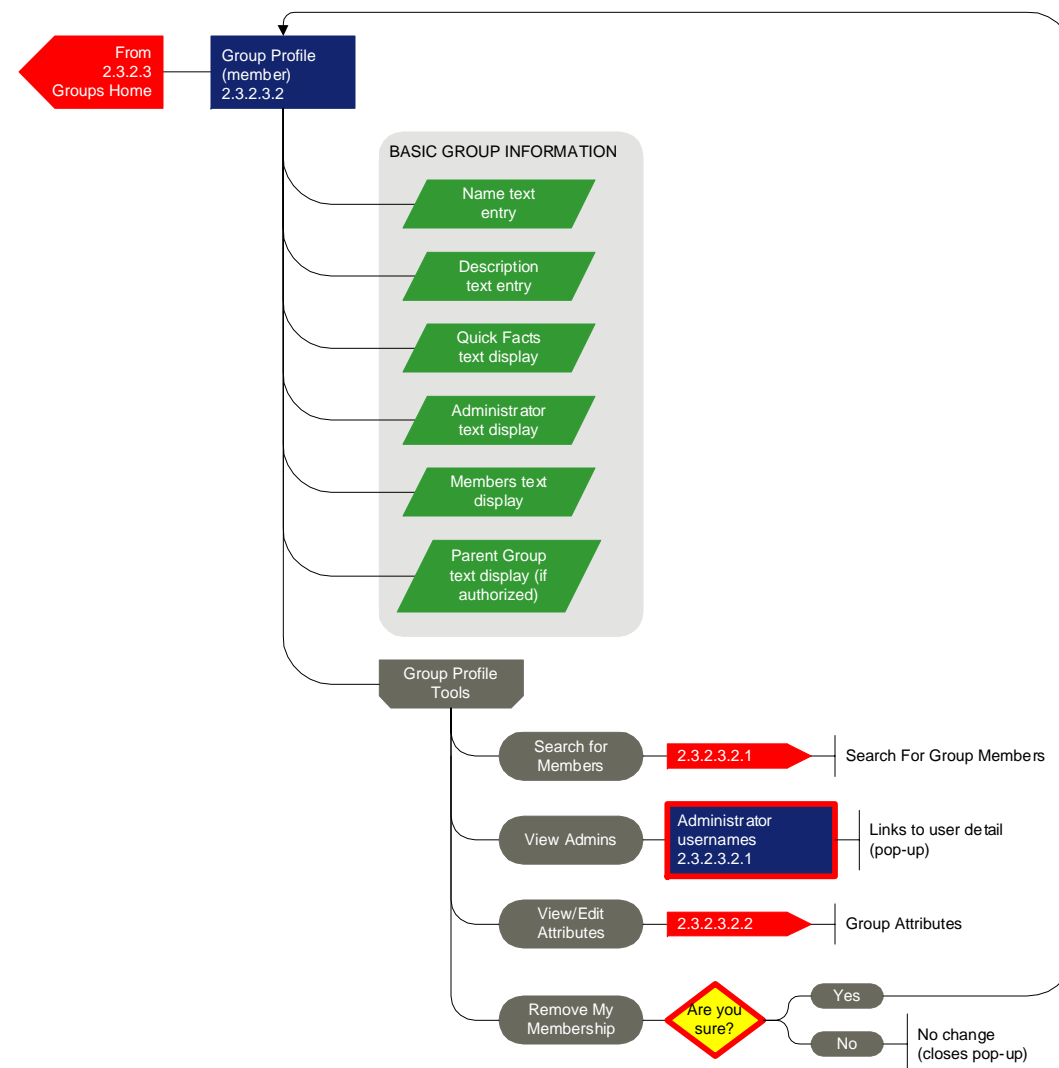 From
2.3.2.3
Groups Home
Group Profile
(member)
2.3.2.3.2
BASIC GROUP INFORMATION
Name text
entry
Description
text entry
Quick Facts
text display
Administrator
text display
Members text
display
Parent Group
text display (if
authorized)
Group Profile
Tools
Search for
Members
2.3.2.3.2.1
Search For Group Members
View Admins
Administrator
usernames
2.3.2.3.2.1
Links to user detail
(pop-up)
View/Edit
Attributes
2.3.2.3.2.2
Group Attributes
Remove My
Membership
Are you
sure?
Yes
No
No change
(closes pop-up)